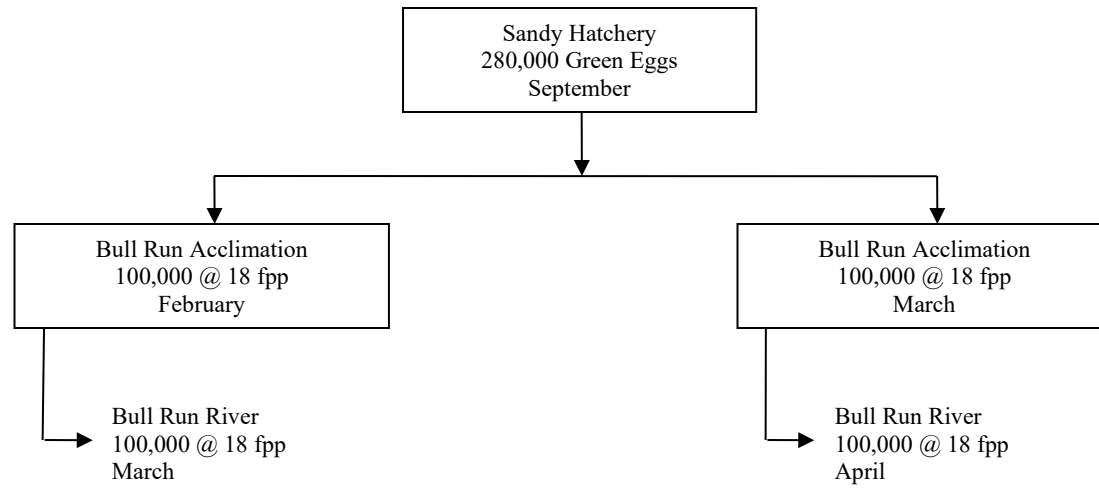 Sandy Hatchery
280,000 Green Eggs
September
Bull Run Acclimation
100,000 @ 18 fpp
February
Bull Run Acclimation
100,000 @ 18 fpp
March
Bull Run River
100,000 @ 18 fpp
March
Bull Run River
100,000 @ 18 fpp
April